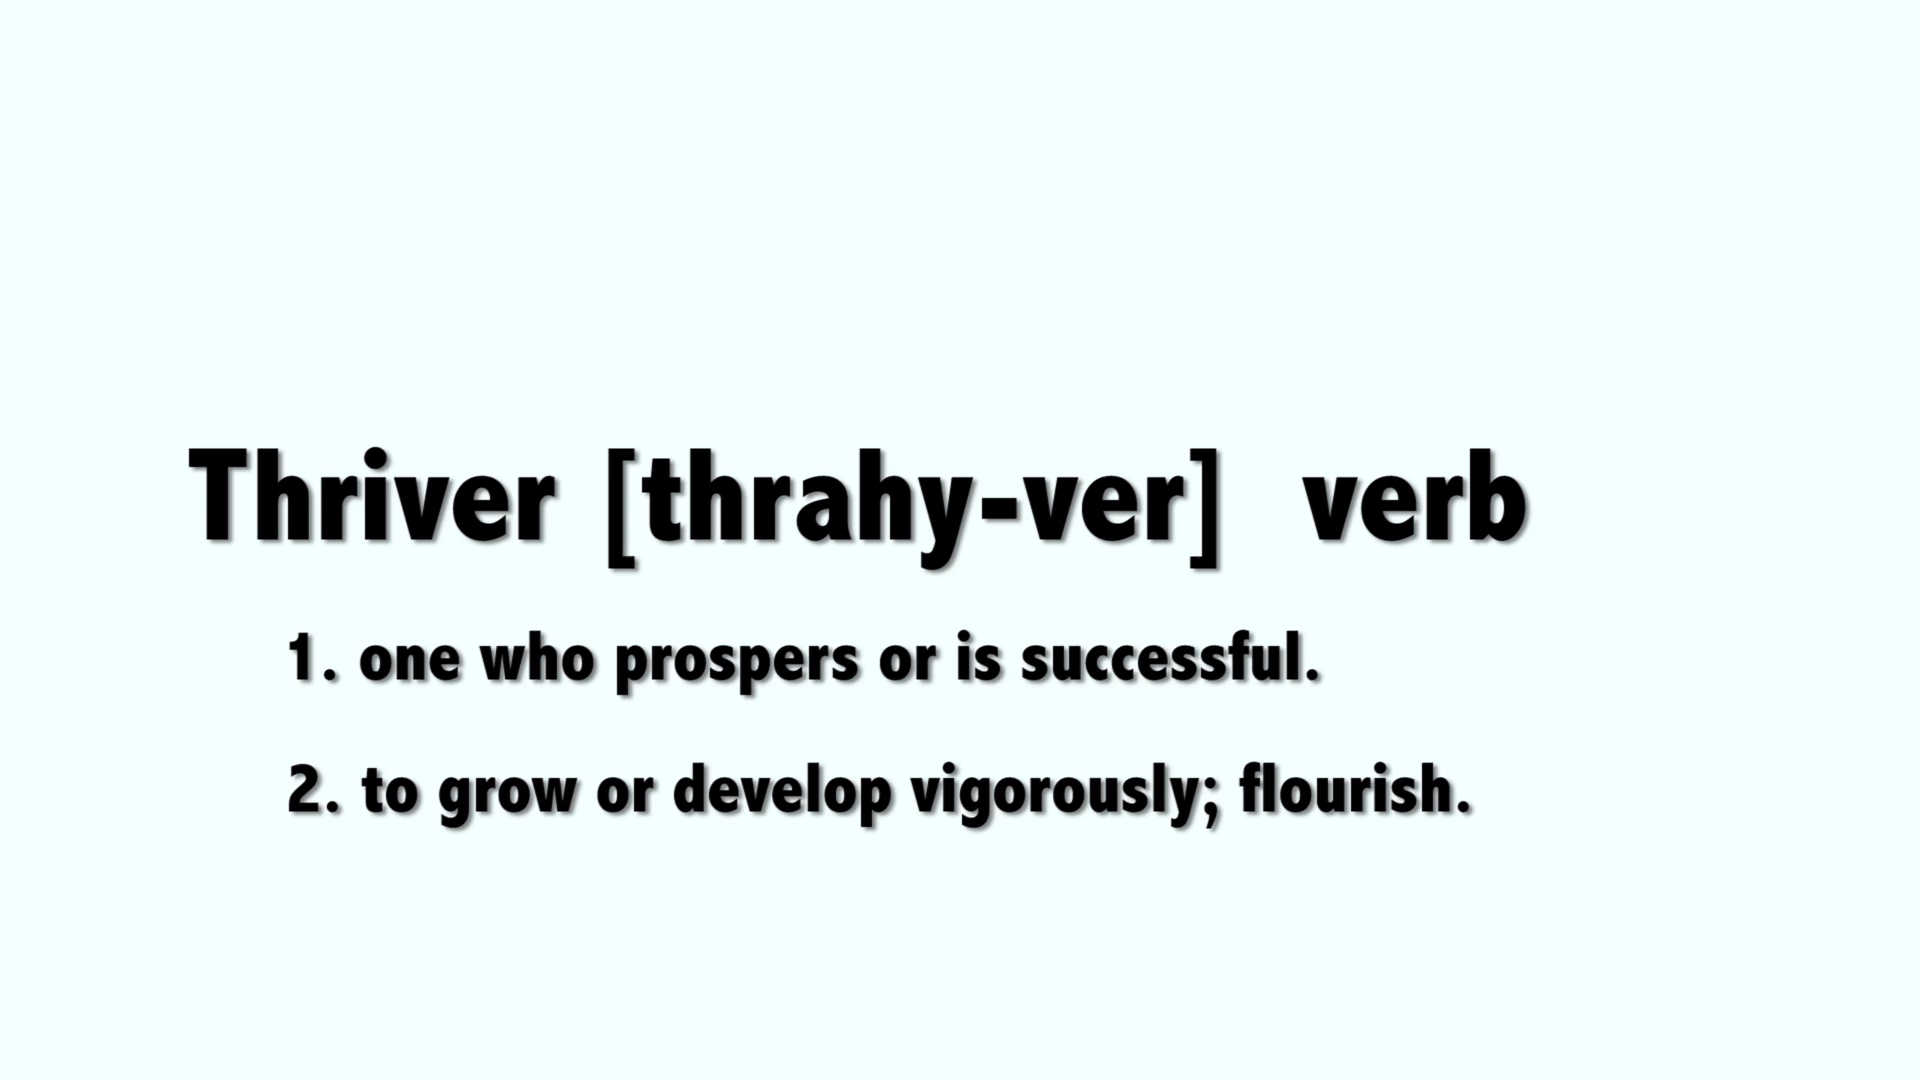 Thriver [thrahy-ver] verb
1. one who prospers or is successful.
2. to grow or develop vigorously; flourish.